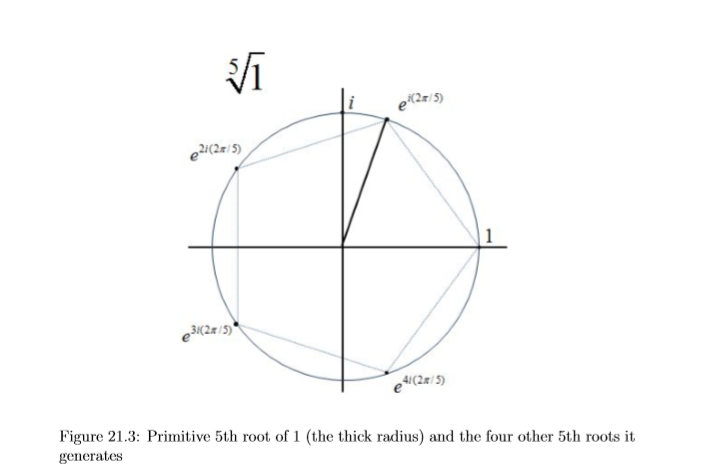 ⁵√1
i
e^{i(2π/5)}
e^{2i(2π/5)}
1
e^{3i(2π/5)}
e^{4i(2π/5)}
Figure 21.3: Primitive 5th root of 1 (the thick radius) and the four other 5th roots it
generates